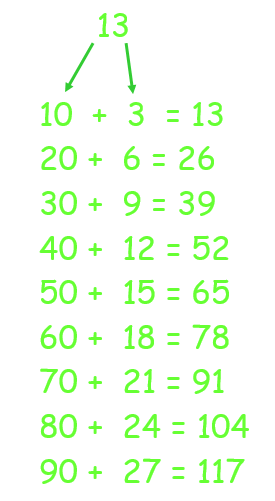 13
10 + 3 = 13
20 + 6 = 26
30 + 9 = 39
40 + 12 = 52
50 + 15 = 65
60 + 18 = 78
70 + 21 = 91
80 + 24 = 104
90 + 27 = 117